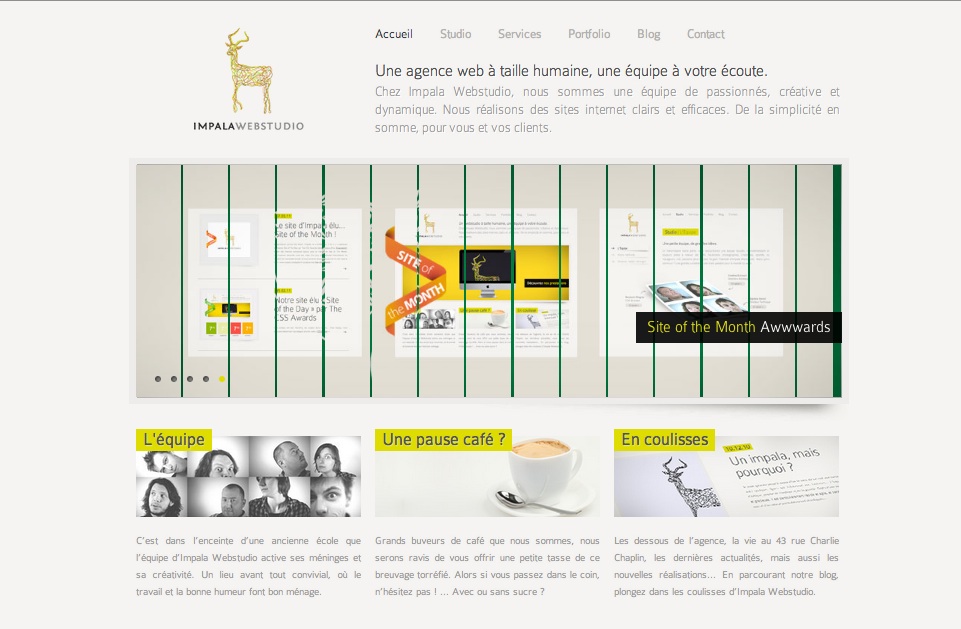 Accueil Studio Services Portfolio Blog Contact
IMPALAWEBSTUDIO
Une agence web à taille humaine, une équipe à votre écoute.
Chez Impala Webstudio, nous sommes une équipe de passionnés, créative et
dynamique. Nous réalisons des sites internet clairs et efficaces. De la simplicité en
somme, pour vous et vos clients.
Le site d'impala élu...
Site of the Month !
Notre site élu « Site
of the Day » par The
CSS Awards
SITE of
the MONTH
Site of the Month Awwwards
L'équipe
Une pause café ?
En coulisses
10.12.10
Un impala, mais
pourquoi ?
C'est dans l'enceinte d'une ancienne école que
l'équipe d'Impala Webstudio active ses méninges et
sa créativité. Un lieu avant tout convivial, où le
travail et la bonne humeur font bon ménage.
Grands buveurs de café que nous sommes, nous
serons ravis de vous offrir une petite tasse de ce
breuvage torréfié. Alors si vous passez dans le coin,
n'hésitez pas ! ... Avec ou sans sucre ?
Les dessous de l'agence, la vie au 43 rue Charlie
Chaplin, les dernières actualités, mais aussi les
nouvelles réalisations... En parcourant notre blog,
plongez dans les coulisses d'Impala Webstudio.